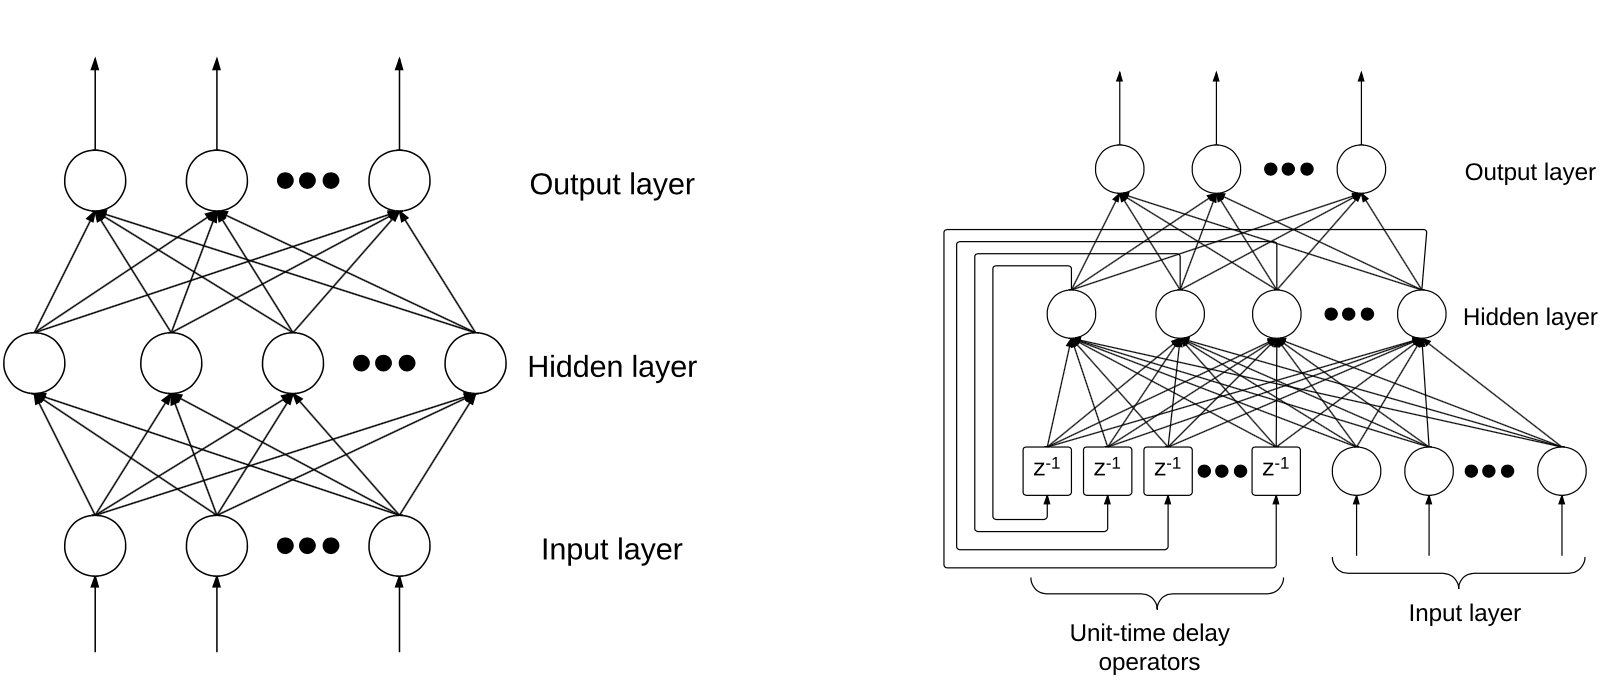 Output layer
Hidden layer
Input layer
Output layer
Hidden layer
z-1 z-1 z-1 z-1
Input layer
Unit-time delay
operators